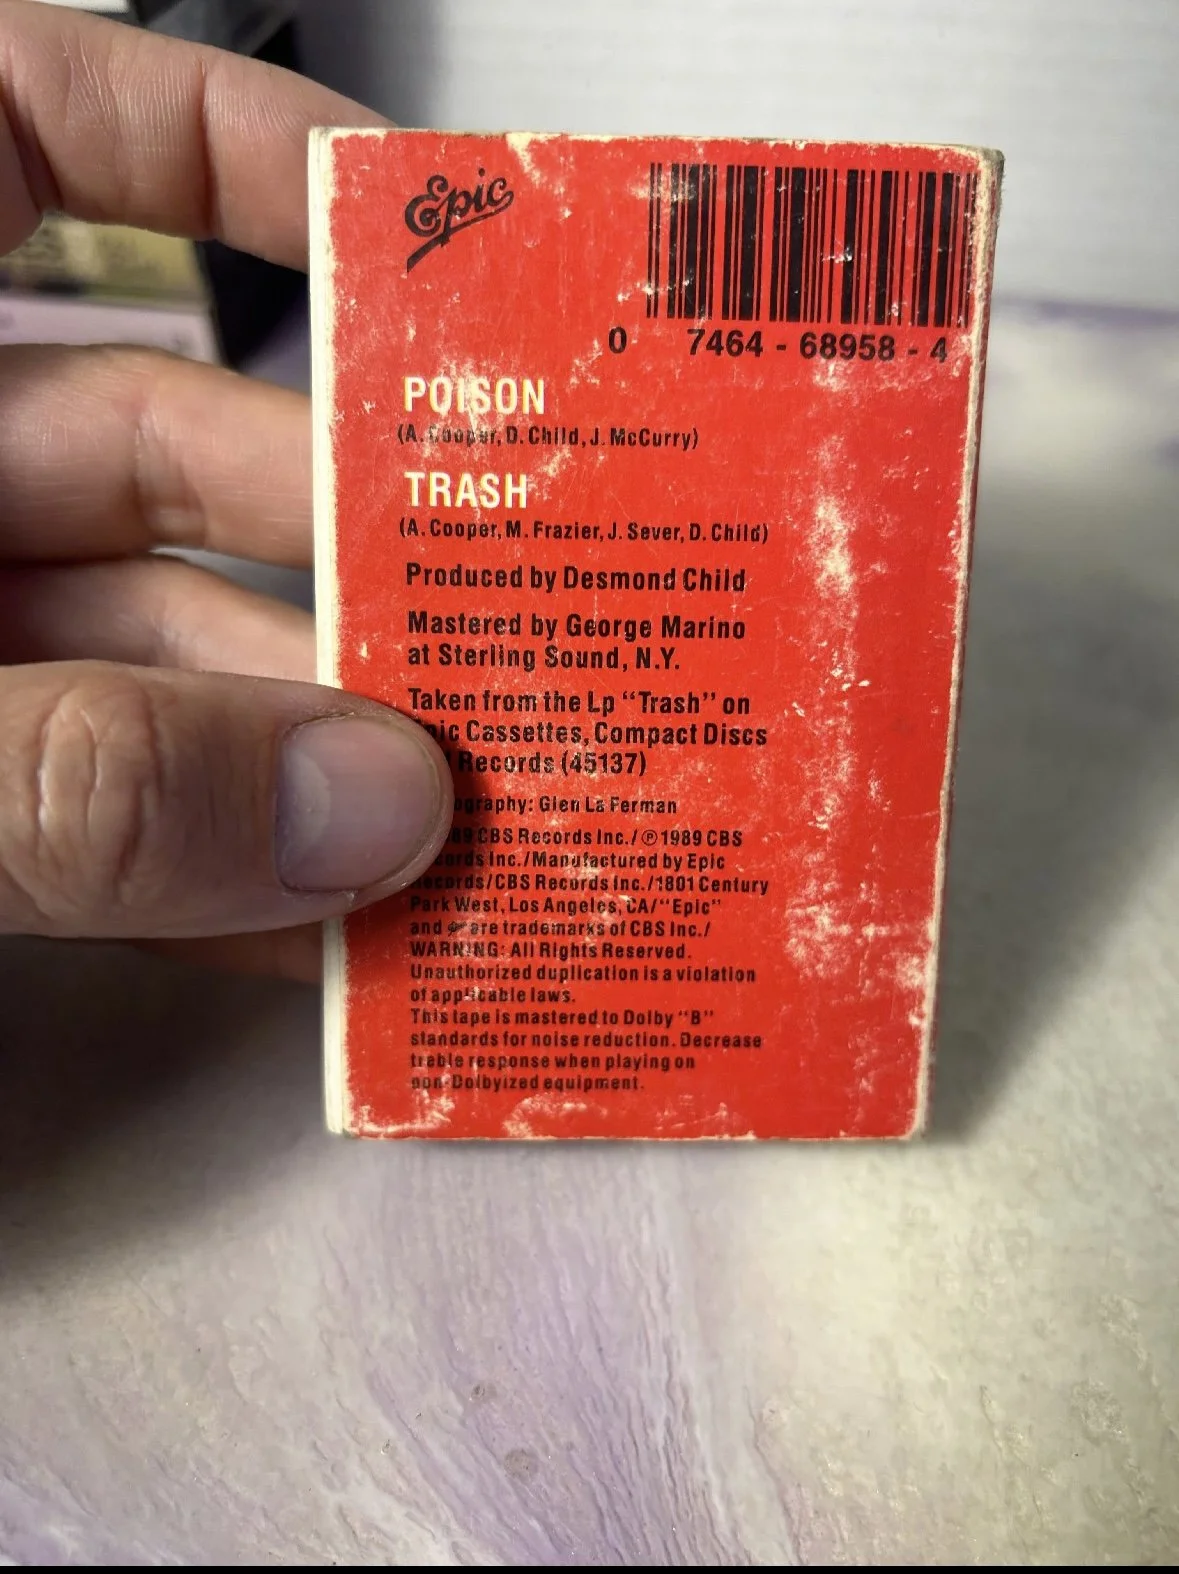 Epic
0 7464 - 68958 - 4
POISON
(A. Cooper, D. Child, J. McCurry)
TRASH
(A. Cooper, M. Frazier, J. Sever, D. Child)
Produced by Desmond Child
Mastered by George Marino
at Sterling Sound, N.Y.
Taken from the Lp "Trash" on
Cassettes, Compact Discs
Records (45137)
Glen La Ferman
CBS Records Inc./ ℗ 1989 CBS
Inc./Manufactured by Epic
Records/CBS Records Inc./1801 Century
Park West, Los Angeles, CA/"Epic"
and are trademarks of CBS Inc./
WARNING: All Rights Reserved.
Unauthorized duplication is a violation
of applicable laws.
This tape is mastered to Dolby "B"
standards for noise reduction. Decrease
treble response when playing on
non-Dolbyized equipment.